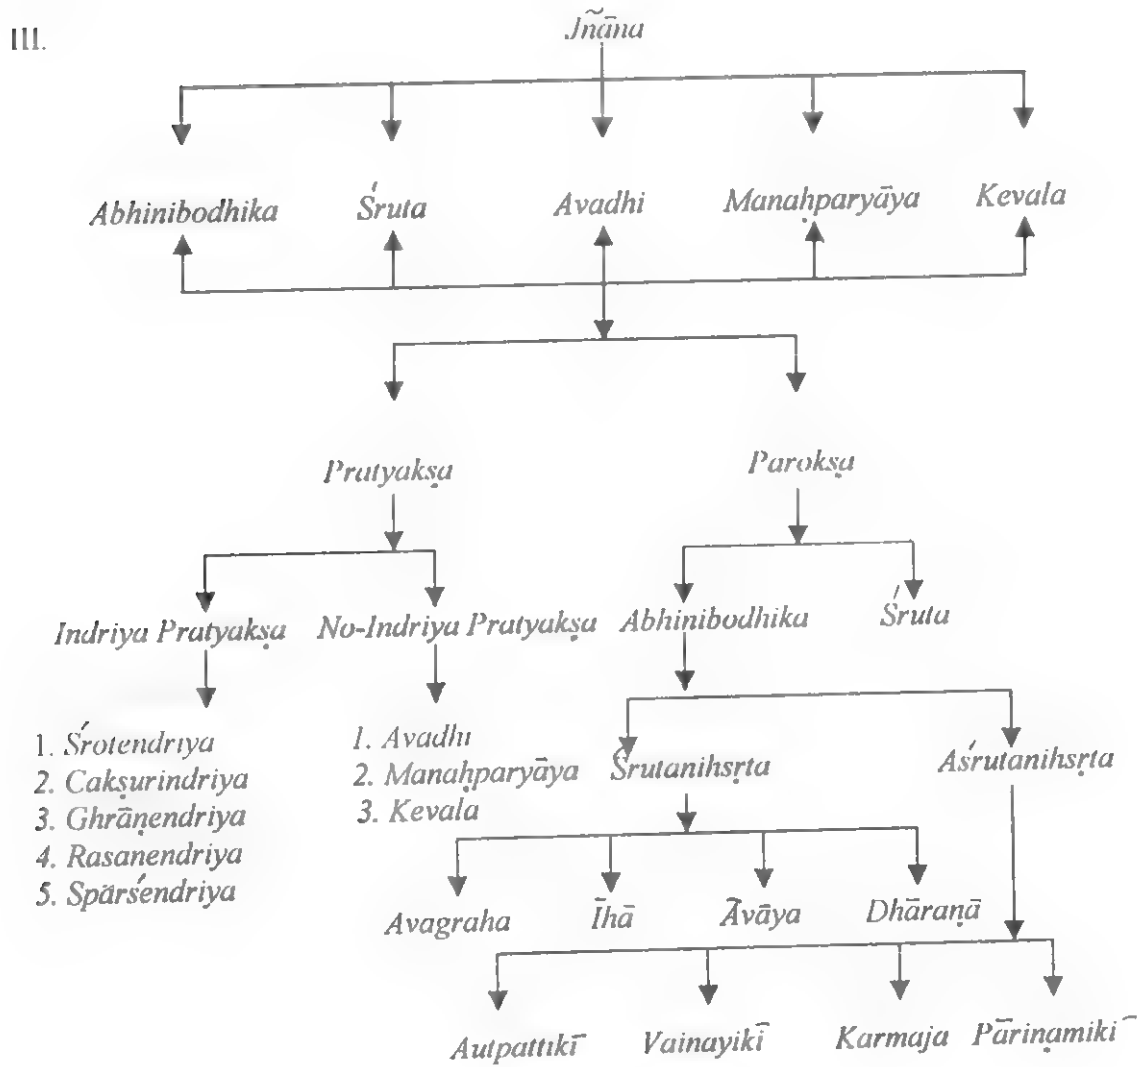 III.
Jñāna
Abhinibodhika Śruta Avadhi Manaḥparyāya Kevala
Pratyakṣa Parokṣa
Indriya Pratyakṣa No-Indriya Pratyakṣa Abhinibodhika Śruta
1. Śrotendriya
2. Cakṣurindriya
3. Ghrāṇendriya
4. Rasanendriya
5. Spārśendriya
1. Avadhi
2. Manaḥparyāya
3. Kevala
Śrutanihsṛta Aśrutanihsṛta
Avagraha Īhā Āvāya Dhāraṇā
Autpattikī Vainayikī Karmaja Pāriṇamikī